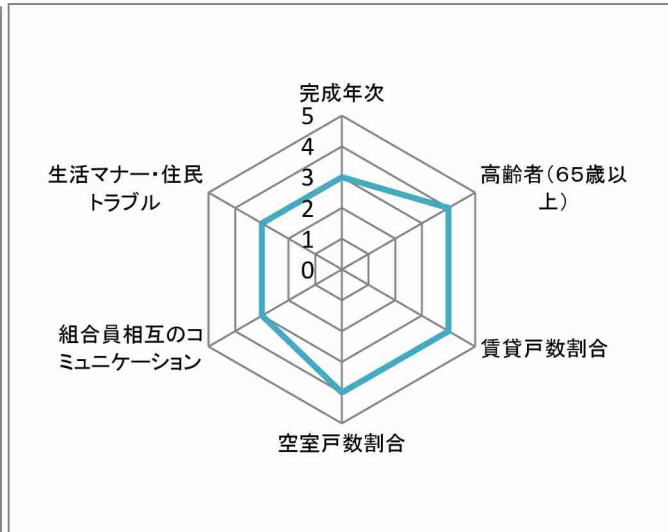 完成年次
5
4
3
2
1
0
高齢者(65歳以
上)
賃貸戸数割合
空室戸数割合
組合員相互のコ
ミュニケーション
生活マナー・住民
トラブル